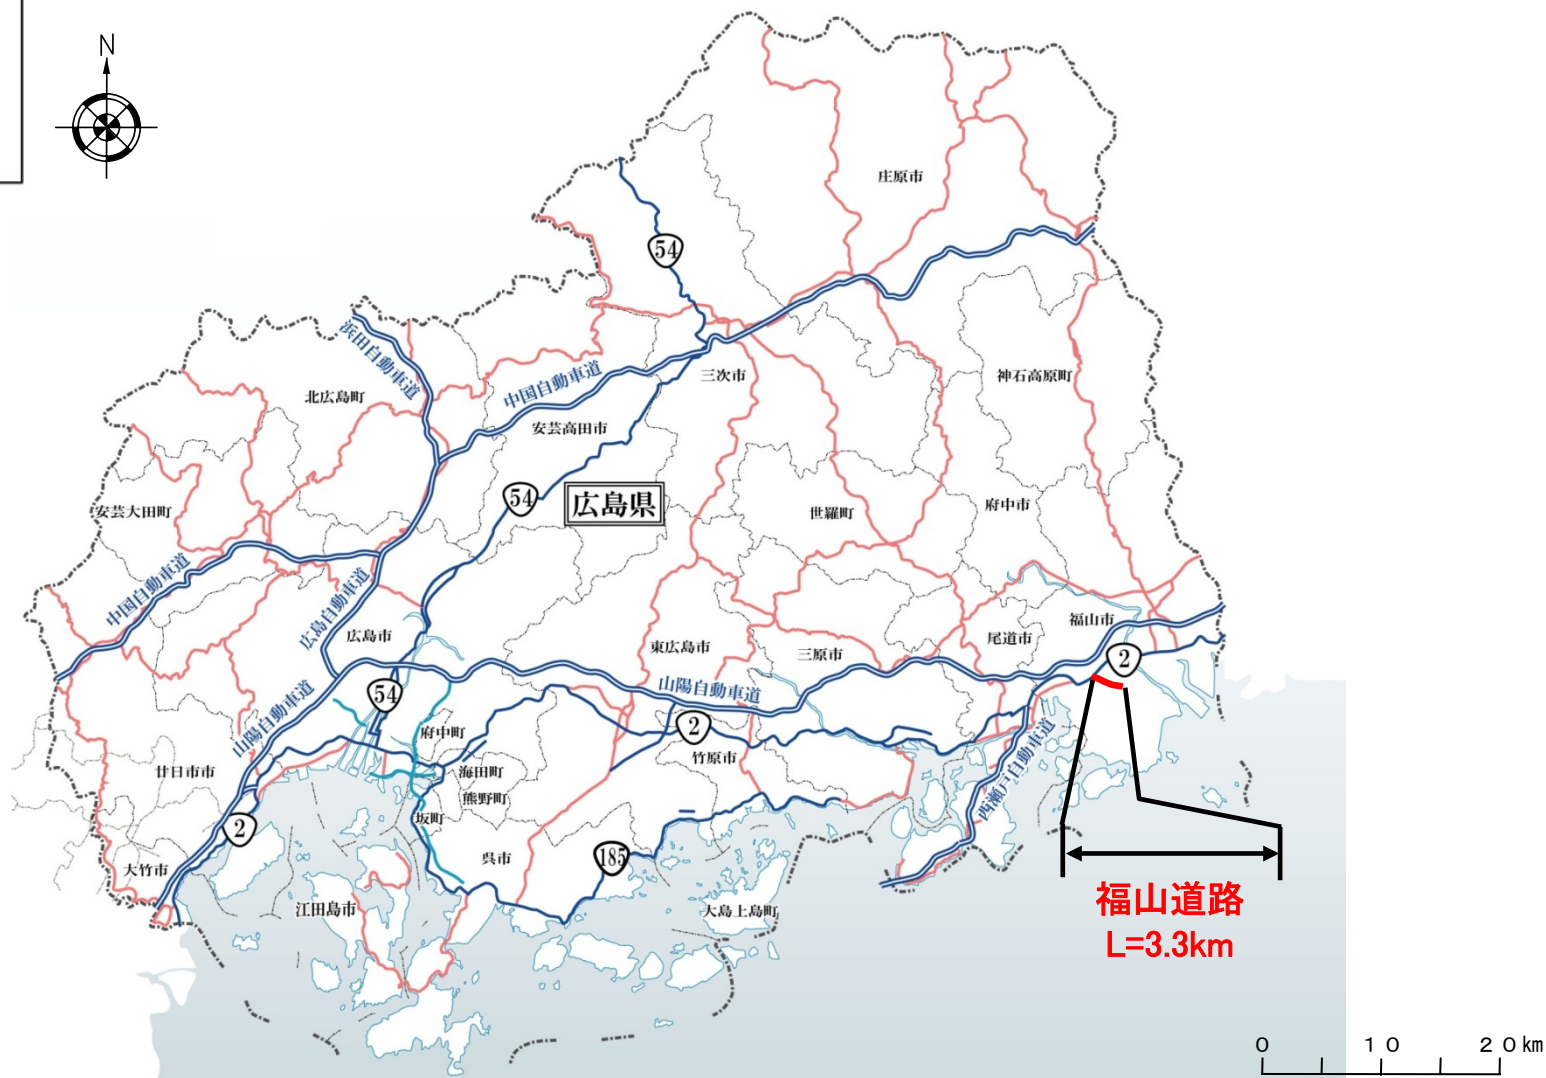 N
庄原市
54
浜田自動車道
北広島町
中国自動車道
三次市
神石高原町
安芸高田市
54
広島県
安芸大田町
世羅町
府中市
中国自動車道
広島自動車道
広島市
東広島市
三原市
尾道市
福山市
2
山陽自動車道
54
山陽自動車道
2
府中町
竹原市
廿日市市
海田町
熊野町
西瀬戸自動車道
坂町
2
呉市
185
大竹市
江田島市
大島上島町
福山道路
L=3.3km
0 10 20km